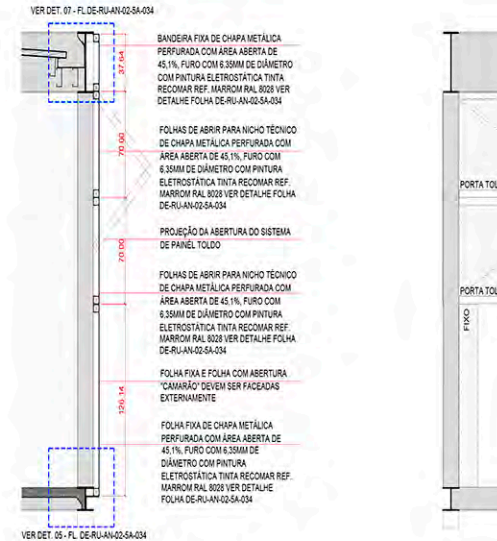 VER DET. 07 - FL.DE-RU-AN-02-5A-034
BANDEIRA FIXA DE CHAPA METÁLICA
PERFURADA COM ÁREA ABERTA DE
45,1%, FURO COM 6,35MM DE DIÂMETRO
COM PINTURA ELETROSTÁTICA TINTA
RECOMAR REF. MARROM RAL 8028 VER
DETALHE FOLHA DE-RU-AN-02-5A-034
37.64
FOLHAS DE ABRIR PARA NICHO TÉCNICO
DE CHAPA METÁLICA PERFURADA COM
ÁREA ABERTA DE 45,1%, FURO COM
6,35MM DE DIÂMETRO COM PINTURA
ELETROSTÁTICA TINTA RECOMAR REF.
MARROM RAL 8028 VER DETALHE FOLHA
DE-RU-AN-02-5A-034
70.00
PROJEÇÃO DA ABERTURA DO SISTEMA
DE PAINÉL TOLDO
70.00
FOLHAS DE ABRIR PARA NICHO TÉCNICO
DE CHAPA METÁLICA PERFURADA COM
ÁREA ABERTA DE 45,1%, FURO COM
6,35MM DE DIÂMETRO COM PINTURA
ELETROSTÁTICA TINTA RECOMAR REF.
MARROM RAL 8028 VER DETALHE FOLHA
DE-RU-AN-02-5A-034
FOLHA FIXA E FOLHA COM ABERTURA
"CAMARÃO" DEVEM SER FACEADAS
EXTERNAMENTE
126.14
FOLHA FIXA DE CHAPA METÁLICA
PERFURADA COM ÁREA ABERTA DE
45,1%, FURO COM 6,35MM DE
DIÂMETRO COM PINTURA
ELETROSTÁTICA TINTA RECOMAR REF.
MARROM RAL 8028 VER DETALHE
FOLHA DE-RU-AN-02-5A-034
VER DET. 05 - FL. DE-RU-AN-02-5A-034
PORTA TOL
PORTA TOL
FIXO